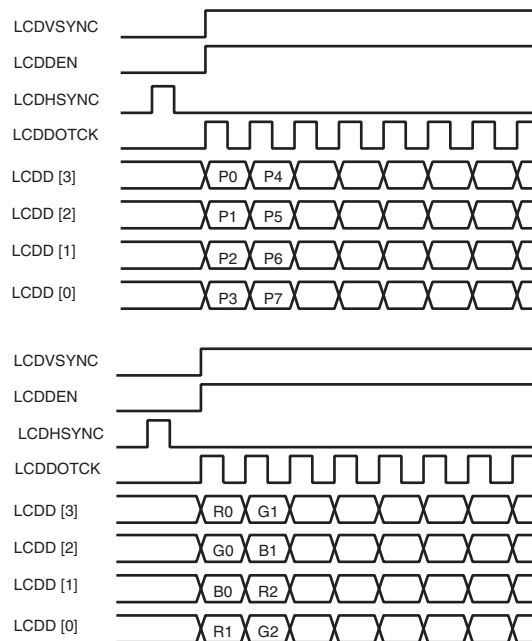 LCDVSYNC
LCDDEN
LCDHSYNC
LCDDOTCK
LCDD [3] P0 P4
LCDD [2] P1 P5
LCDD [1] P2 P6
LCDD [0] P3 P7
LCDVSYNC
LCDDEN
LCDHSYNC
LCDDOTCK
LCDD [3] R0 G1
LCDD [2] G0 B1
LCDD [1] B0 R2
LCDD [0] R1 G2